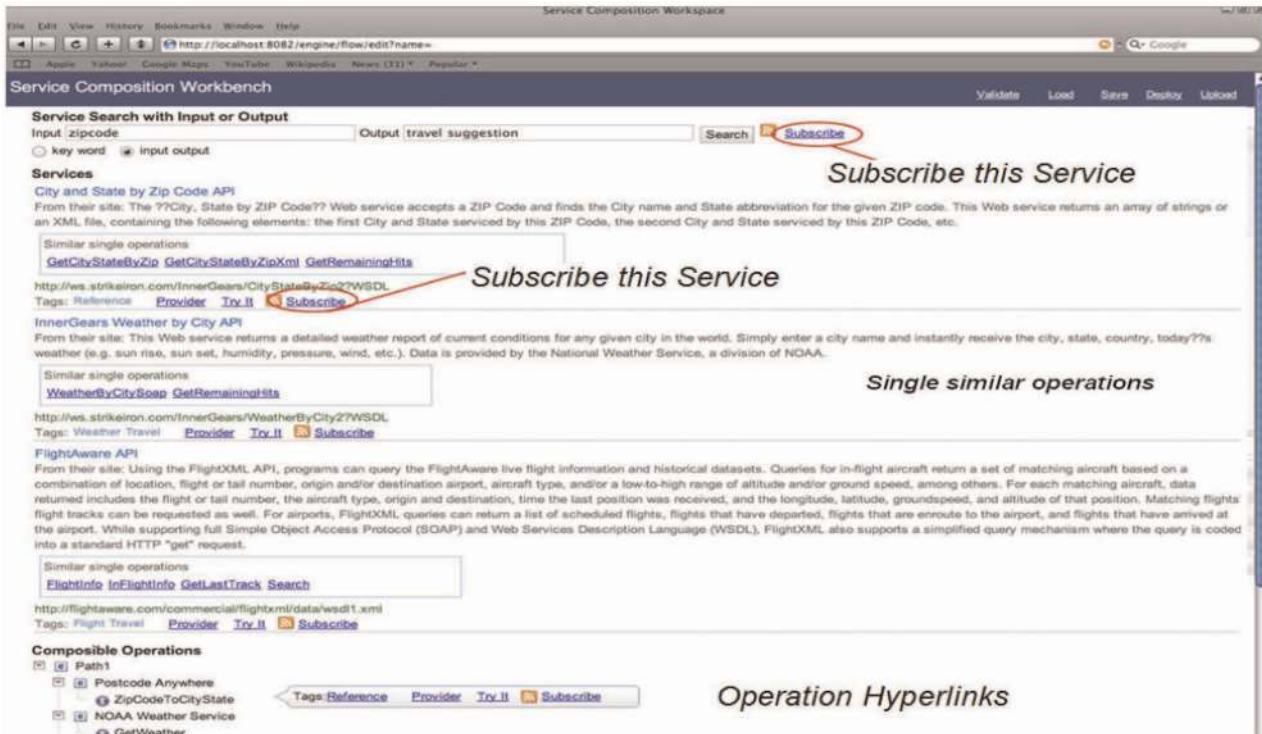 Service Composition Workspace
File Edit View History Bookmarks Window Help
http://localhost:8082/engine/flow/edit?name=
Google
Apple Yahoo! Google Maps YouTube Wikipedia News (31) Popular
Service Composition Workbench
Validate Load Save Deploy Upload
Service Search with Input or Output
Input zipcode Output travel suggestion Search Subscribe
key word input output
Subscribe this Service
Services
City and State by Zip Code API
From their site: The ??City, State by ZIP Code?? Web service accepts a ZIP Code and finds the City name and State abbreviation for the given ZIP code. This Web service returns an array of strings or
an XML file, containing the following elements: the first City and State serviced by this ZIP Code, the second City and State serviced by this ZIP Code, etc.
Similar single operations
GetCityStateByZip GetCityStateByZipXml GetRemainingHits
Subscribe this Service
http://ws.strikeiron.com/InnerGears/CityStateByZip2?WSDL
Tags: Reference Provider Try It Subscribe
InnerGears Weather by City API
From their site: This Web service returns a detailed weather report of current conditions for any given city in the world. Simply enter a city name and instantly receive the city, state, country, today??s
weather (e.g. sun rise, sun set, humidity, pressure, wind, etc.). Data is provided by the National Weather Service, a division of NOAA.
Similar single operations
WeatherByCitySoap GetRemainingHits
Single similar operations
http://ws.strikeiron.com/InnerGears/WeatherByCity2?WSDL
Tags: Weather Travel Provider Try It Subscribe
FlightAware API
From their site: Using the FlightXML API, programs can query the FlightAware live flight information and historical datasets. Queries for in-flight aircraft return a set of matching aircraft based on a
combination of location, flight or tail number, origin and/or destination airport, aircraft type, and/or a low-to-high range of altitude and/or ground speed, among others. For each matching aircraft, data
returned includes the flight or tail number, the aircraft type, origin and destination, time the last position was received, and the longitude, latitude, groundspeed, and altitude of that position. Matching flights
flight tracks can be requested as well. For airports, FlightXML queries can return a list of scheduled flights, flights that have departed, flights that are enroute to the airport, and flights that have arrived at
the airport. While supporting full Simple Object Access Protocol (SOAP) and Web Services Description Language (WSDL), FlightXML also supports a simplified query mechanism where the query is coded
into a standard HTTP "get" request.
Similar single operations
FlightInfo InFlightInfo GetLastTrack Search
http://flightaware.com/commercial/flightxml/data/wsdl1.xml
Tags: Flight Travel Provider Try It Subscribe
Composible Operations
Path1
Postcode Anywhere
ZipCodeToCityState
Tags:Reference Provider Try It Subscribe
Operation Hyperlinks
NOAA Weather Service
GetWeather